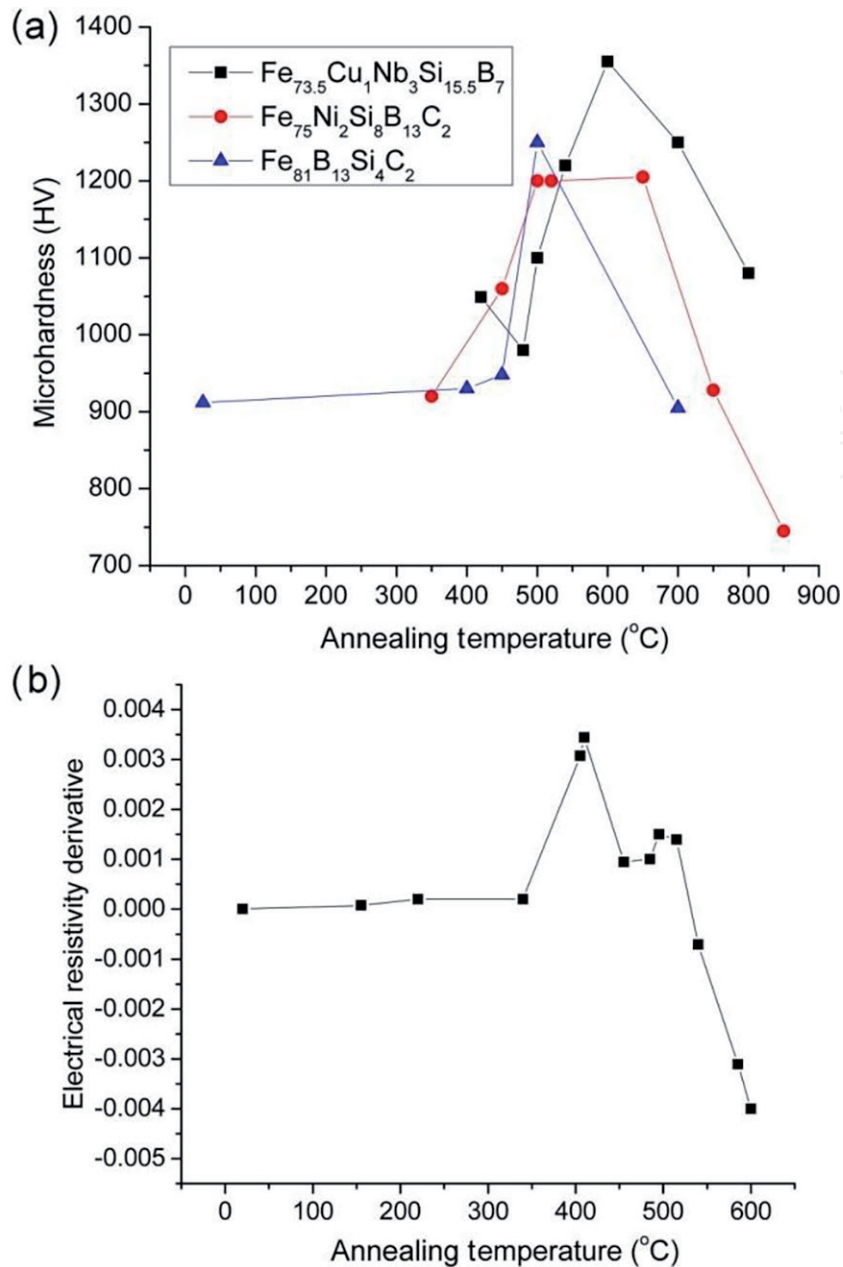 (a)
1400
1300
1200
1100
1000
900
800
700
Microhardness (HV)
Fe73.5Cu1Nb3Si15.5B7
Fe75Ni2Si8B13C2
Fe81B13Si4C2
0 100 200 300 400 500 600 700 800 900
Annealing temperature (°C)
(b)
0.004
0.003
0.002
0.001
0.000
-0.001
-0.002
-0.003
-0.004
-0.005
Electrical resistivity derivative
0 100 200 300 400 500 600
Annealing temperature (°C)